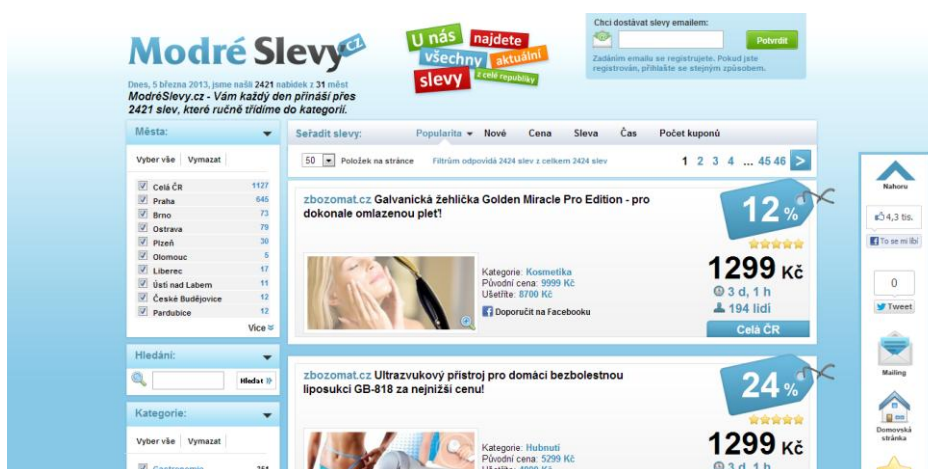 Modré Slevy.cz
U nás najdete
všechny aktuální
slevy z celé republiky
Chci dostávat slevy emailem:
Potvrdit
Zadáním emailu se registrujete. Pokud jste
registrován, přihlašte se stejným způsobem.
Dnes, 5 března 2013, jsme našli 2421 nabídek z 31 měst
ModréSlevy.cz - Vám každý den přináší přes
2421 slev, které ručně třídíme
do kategorií.
Města:
Vyber vše Vymazat
Celá ČR 1127
Praha 645
Brno 73
Ostrava 79
Plzeň 30
Olomouc 5
Liberec 17
Ústí nad Labem 11
České Budějovice 12
Pardubice 12
Více
Hledání:
Hledat
Kategorie:
Vyber vše Vymazat
Gastronomie 254
Seřadit slevy: Popularita Nové Cena Sleva Čas Počet kuponů
50 Položek na stránce Filtrům odpovídá 2424 slev z celkem 2424 slev 1 2 3 4 ... 45 46 >
zbozomat.cz Galvanická žehlička Golden Miracle Pro Edition - pro
dokonale omlazenou pleť!
12 %
Kategorie: Kosmetika
Původní cena: 9999 Kč
Ušetříte: 8700 Kč
Doporučit na Facebooku
1299 Kč
3 d, 1 h
194 lidí
Celá ČR
zbozomat.cz Ultrazvukový přístroj pro domácí bezbolestnou
liposukci GB-818 za nejnižší cenu!
24 %
Kategorie: Hubnutí
Původní cena: 5299 Kč
Ušetříte: 4000 Kč
1299 Kč
3 d, 1 h
Nahoru
4,3 tis.
To se mi líbí
0
Tweet
Mailing
Domovská
stránka